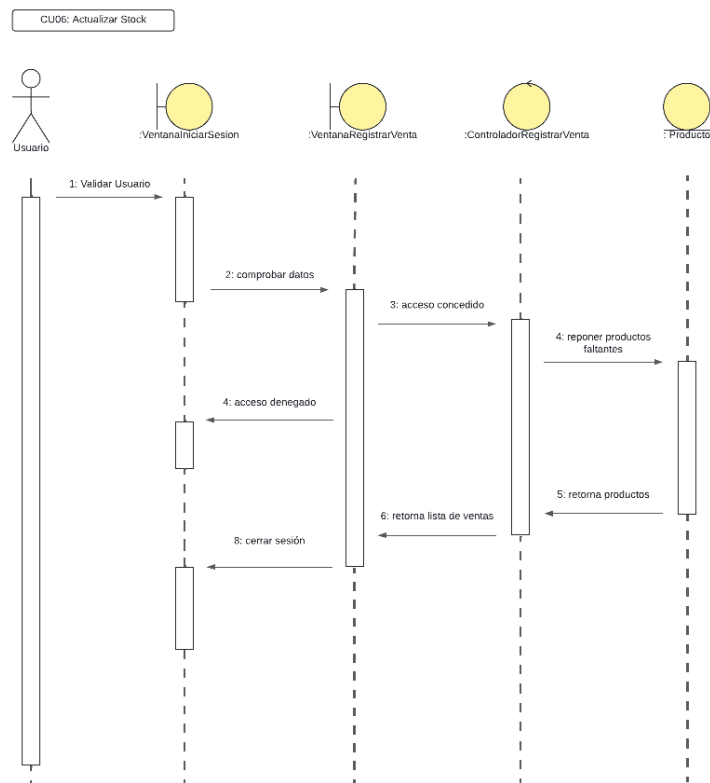 CU06: Actualizar Stock
Usuario
:VentanaIniciarSesion
:VentanaRegistrarVenta
:ControladorRegistrarVenta
: Producto
1: Validar Usuario
2: comprobar datos
3: acceso concedido
4: reponer productos
faltantes
4: acceso denegado
5: retorna productos
6: retorna lista de ventas
8: cerrar sesión